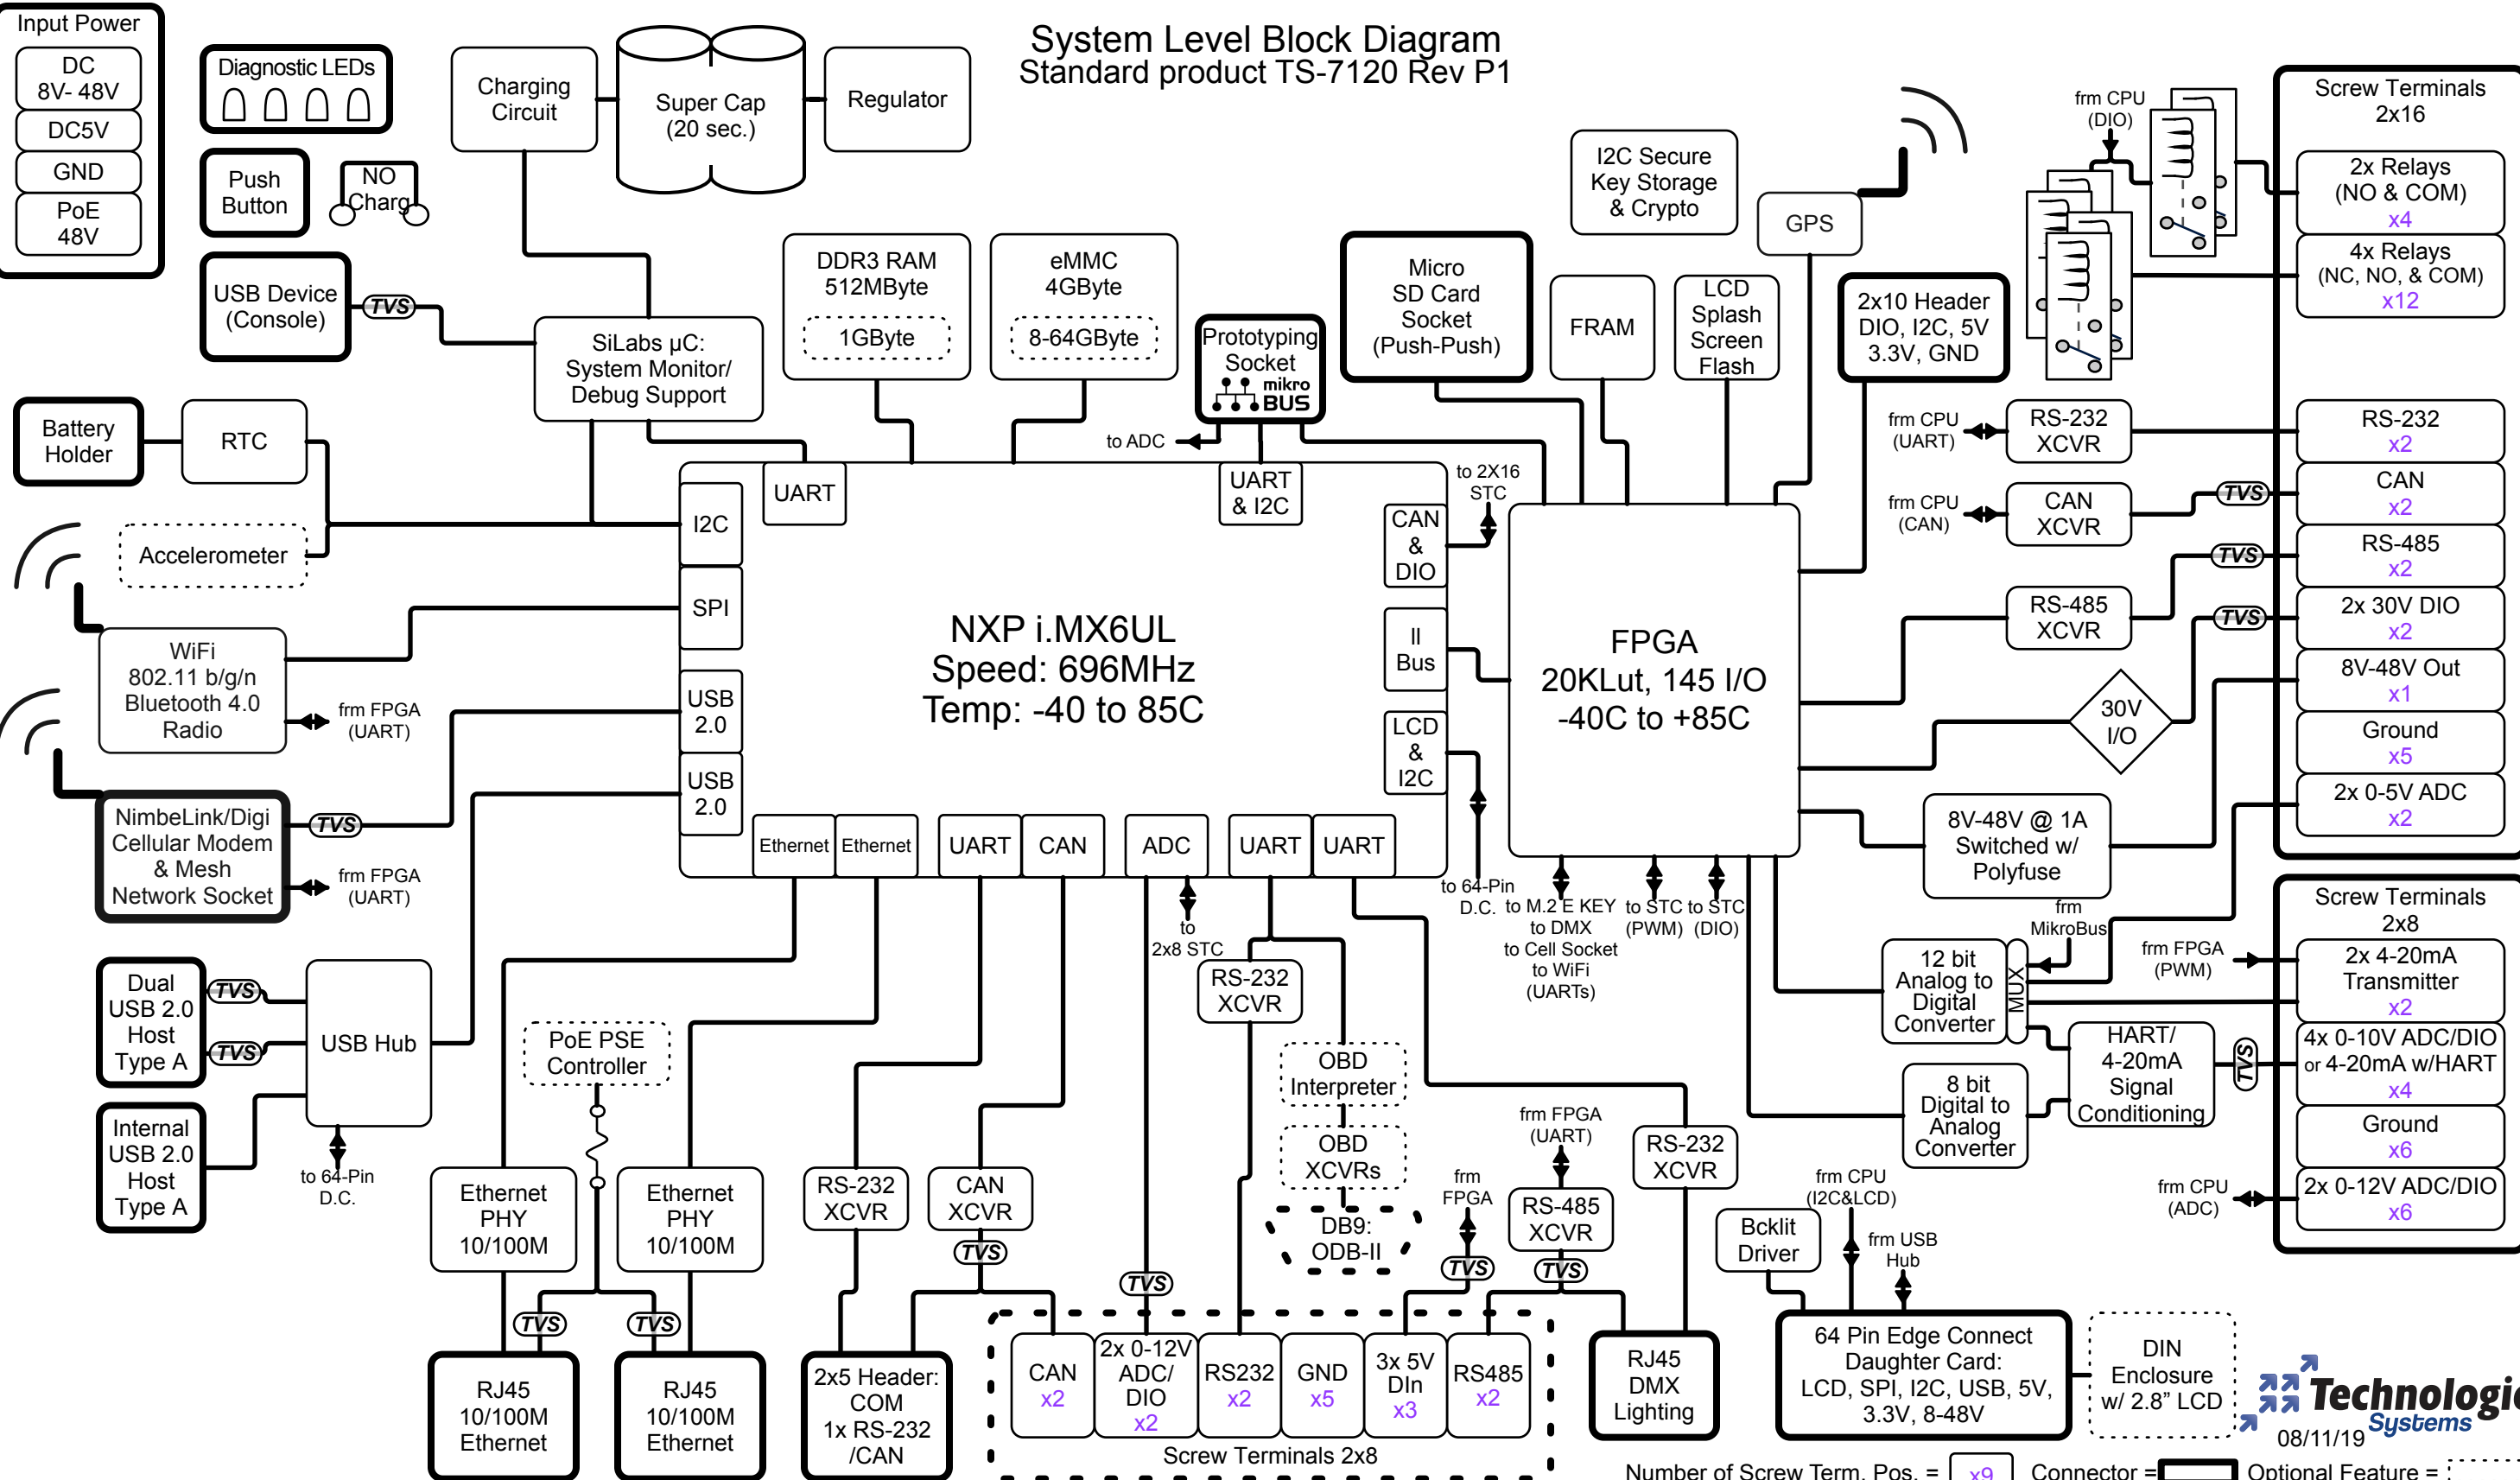 System Level Block Diagram
Standard product TS-7120 Rev P1
Input Power
DC
8V- 48V
DC5V
GND
PoE
48V
Diagnostic LEDs
Push
Button
NO
Charg
USB Device
(Console)
TVS
Charging
Circuit
Super Cap
(20 sec.)
Regulator
SiLabs µC:
System Monitor/
Debug Support
DDR3 RAM
512MByte
1GByte
eMMC
4GByte
8-64GByte
Prototyping
Socket
mikro
BUS
to ADC
Micro
SD Card
Socket
(Push-Push)
I2C Secure
Key Storage
& Crypto
FRAM
LCD
Splash
Screen
Flash
GPS
2x10 Header
DIO, I2C, 5V
3.3V, GND
frm CPU
(DIO)
Screw Terminals
2x16
2x Relays
(NO & COM)
x4
4x Relays
(NC, NO, & COM)
x12
RS-232
x2
CAN
x2
RS-485
x2
2x 30V DIO
x2
8V-48V Out
x1
Ground
x5
2x 0-5V ADC
x2
frm CPU
(UART)
RS-232
XCVR
frm CPU
(CAN)
CAN
XCVR
TVS
TVS
RS-485
XCVR
TVS
30V
I/O
8V-48V @ 1A
Switched w/
Polyfuse
Battery
Holder
RTC
Accelerometer
WiFi
802.11 b/g/n
Bluetooth 4.0
Radio
frm FPGA
(UART)
NimbeLink/Digi
Cellular Modem
& Mesh
Network Socket
TVS
frm FPGA
(UART)
Dual
USB 2.0
Host
Type A
TVS
TVS
USB Hub
Internal
USB 2.0
Host
Type A
to 64-Pin
D.C.
I2C
SPI
USB
2.0
USB
2.0
UART
UART
& I2C
CAN
&
DIO
to 2X16
STC
II
Bus
LCD
&
I2C
NXP i.MX6UL
Speed: 696MHz
Temp: -40 to 85C
Ethernet
Ethernet
UART
CAN
ADC
UART
UART
FPGA
20KLut, 145 I/O
-40C to +85C
to 64-Pin
D.C.
to M.2 E KEY
to DMX
to Cell Socket
to WiFi
(UARTs)
to STC
(PWM)
to STC
(DIO)
to
2x8 STC
frm
MikroBus
12 bit
Analog to
Digital
Converter
MUX
8 bit
Digital to
Analog
Converter
HART/
4-20mA
Signal
Conditioning
TVS
frm FPGA
(PWM)
Screw Terminals
2x8
2x 4-20mA
Transmitter
x2
4x 0-10V ADC/DIO
or 4-20mA w/HART
x4
Ground
x6
2x 0-12V ADC/DIO
x6
frm CPU
(ADC)
PoE PSE
Controller
Ethernet
PHY
10/100M
Ethernet
PHY
10/100M
TVS
TVS
RJ45
10/100M
Ethernet
RJ45
10/100M
Ethernet
RS-232
XCVR
CAN
XCVR
TVS
2x5 Header:
COM
1x RS-232
/CAN
RS-232
XCVR
OBD
Interpreter
OBD
XCVRs
DB9:
ODB-II
TVS
frm
FPGA
TVS
frm FPGA
(UART)
RS-485
XCVR
TVS
RS-232
XCVR
CAN
x2
2x 0-12V
ADC/
DIO
x2
RS232
x2
GND
x5
3x 5V
DIn
x3
RS485
x2
Screw Terminals 2x8
RJ45
DMX
Lighting
Bcklit
Driver
frm CPU
(I2C&LCD)
frm USB
Hub
64 Pin Edge Connect
Daughter Card:
LCD, SPI, I2C, USB, 5V,
3.3V, 8-48V
DIN
Enclosure
w/ 2.8" LCD
Technologi
Systems
08/11/19
Number of Screw Term. Pos. =
x9
Connector =
Optional Feature =